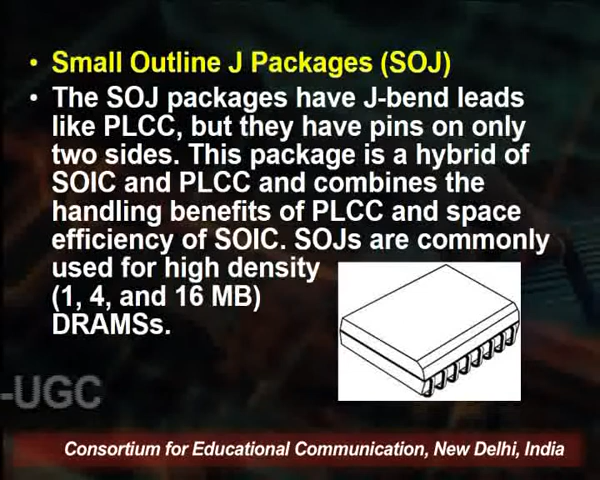 • Small Outline J Packages (SOJ)
• The SOJ packages have J-bend leads
like PLCC, but they have pins on only
two sides. This package is a hybrid of
SOIC and PLCC and combines the
handling benefits of PLCC and space
efficiency of SOIC. SOJs are commonly
used for high density
(1, 4, and 16 MB)
DRAMSs.
-UGC
Consortium for Educational Communication, New Delhi, India